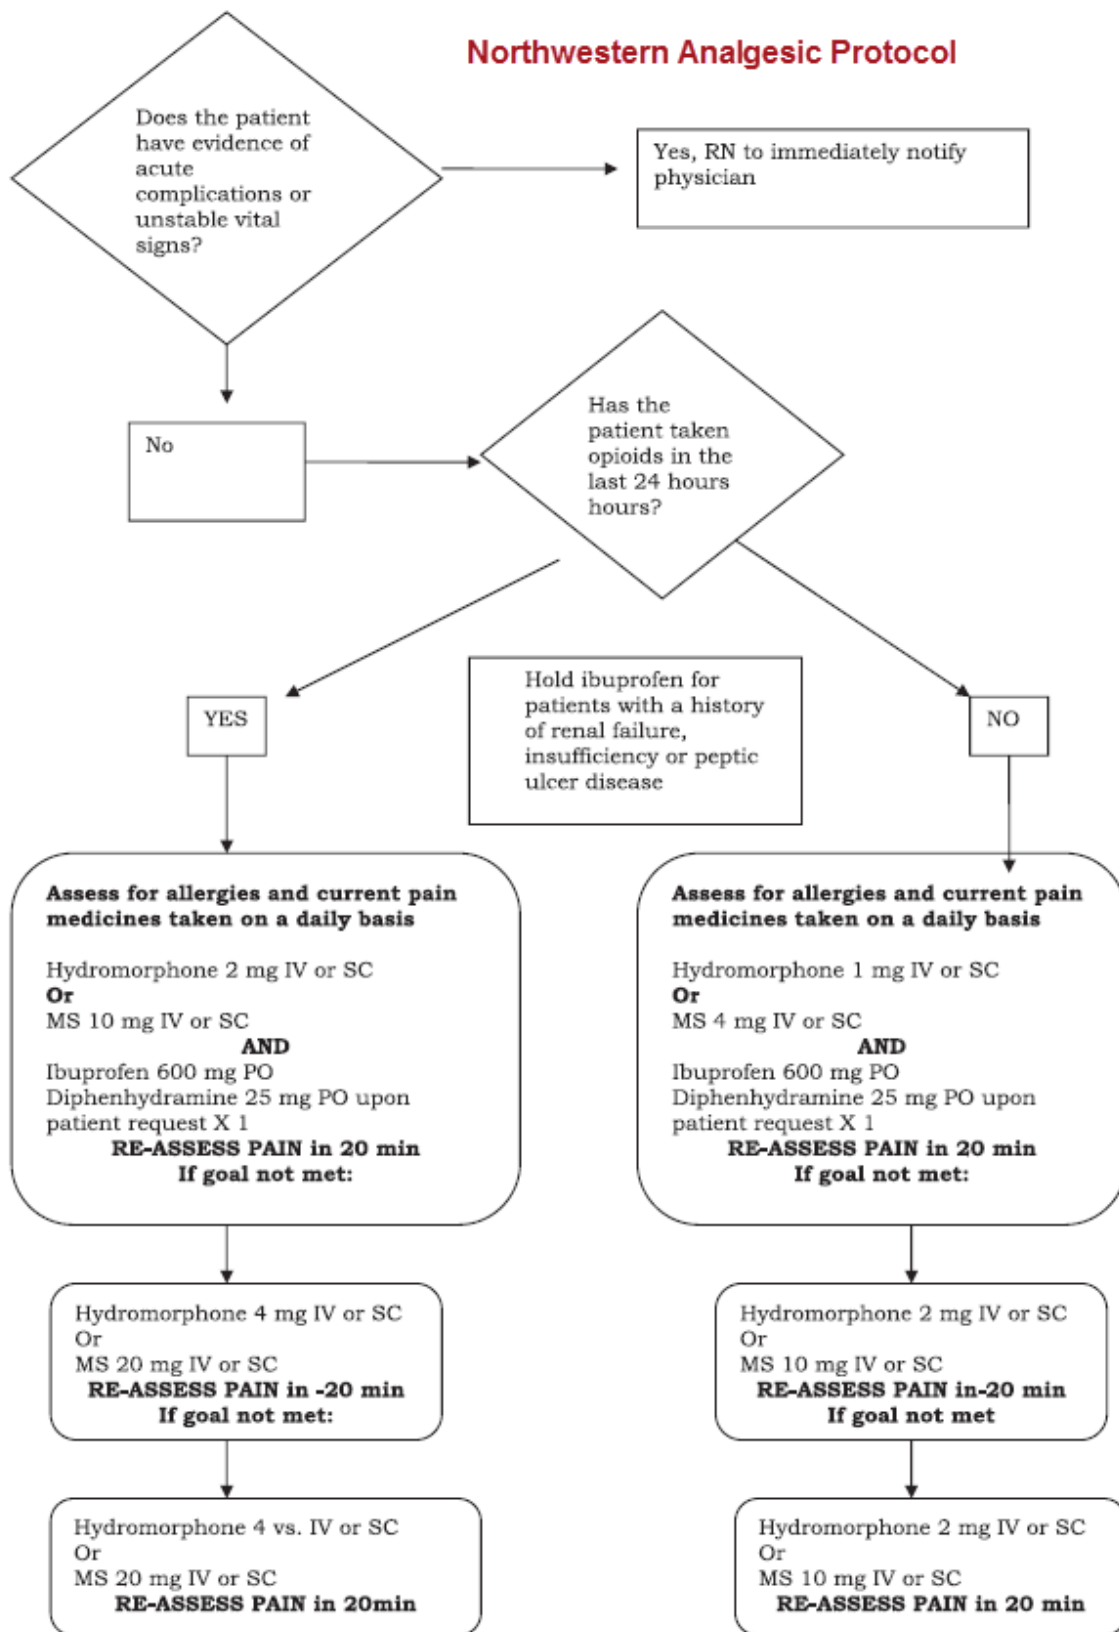 Northwestern Analgesic Protocol
Does the patient
have evidence of
acute
complications or
unstable vital
signs?
Yes, RN to immediately notify
physician
No
Has the
patient taken
opioids in the
last 24 hours
hours?
Hold ibuprofen for
patients with a history
of renal failure,
insufficiency or peptic
ulcer disease
YES
NO
Assess for allergies and current pain
medicines taken on a daily basis
Hydromorphone 2 mg IV or SC
Or
MS 10 mg IV or SC
AND
Ibuprofen 600 mg PO
Diphenhydramine 25 mg PO upon
patient request X 1
RE-ASSESS PAIN in 20 min
If goal not met:
Assess for allergies and current pain
medicines taken on a daily basis
Hydromorphone 1 mg IV or SC
Or
MS 4 mg IV or SC
AND
Ibuprofen 600 mg PO
Diphenhydramine 25 mg PO upon
patient request X 1
RE-ASSESS PAIN in 20 min
If goal not met:
Hydromorphone 4 mg IV or SC
Or
MS 20 mg IV or SC
RE-ASSESS PAIN in -20 min
If goal not met:
Hydromorphone 2 mg IV or SC
Or
MS 10 mg IV or SC
RE-ASSESS PAIN in-20 min
If goal not met
Hydromorphone 4 vs. IV or SC
Or
MS 20 mg IV or SC
RE-ASSESS PAIN in 20min
Hydromorphone 2 mg IV or SC
Or
MS 10 mg IV or SC
RE-ASSESS PAIN in 20 min